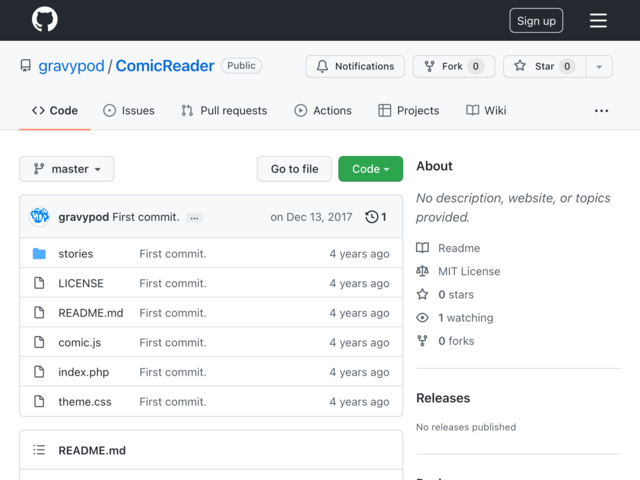 Sign up
gravypod / ComicReader Public
Notifications Fork 0 Star 0
Code Issues Pull requests Actions Projects Wiki
master Go to file Code
gravypod First commit. ... on Dec 13, 2017 1
stories First commit. 4 years ago
LICENSE First commit. 4 years ago
README.md First commit. 4 years ago
comic.js First commit. 4 years ago
index.php First commit. 4 years ago
theme.css First commit. 4 years ago
README.md
About
No description, website, or topics
provided.
Readme
MIT License
0 stars
1 watching
0 forks
Releases
No releases published